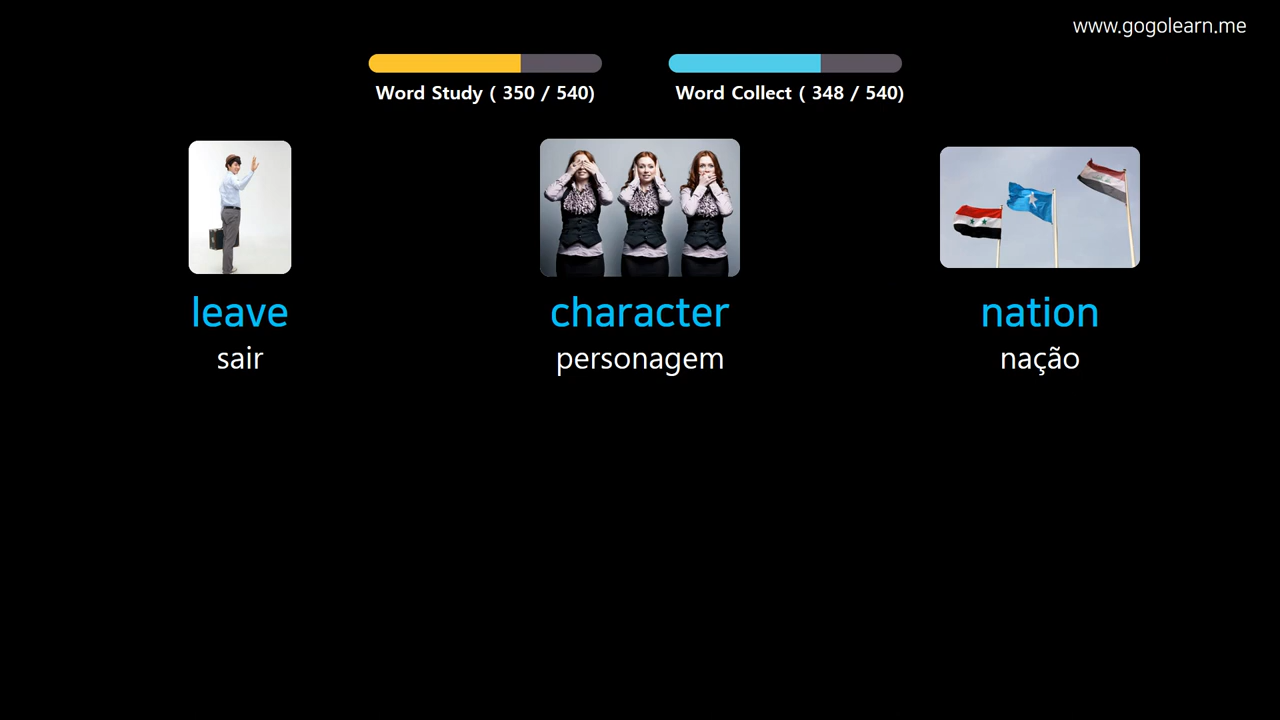 www.gogolearn.me
Word Study ( 350 / 540)
Word Collect ( 348 / 540)
leave
character
nation
sair
personagem
nação